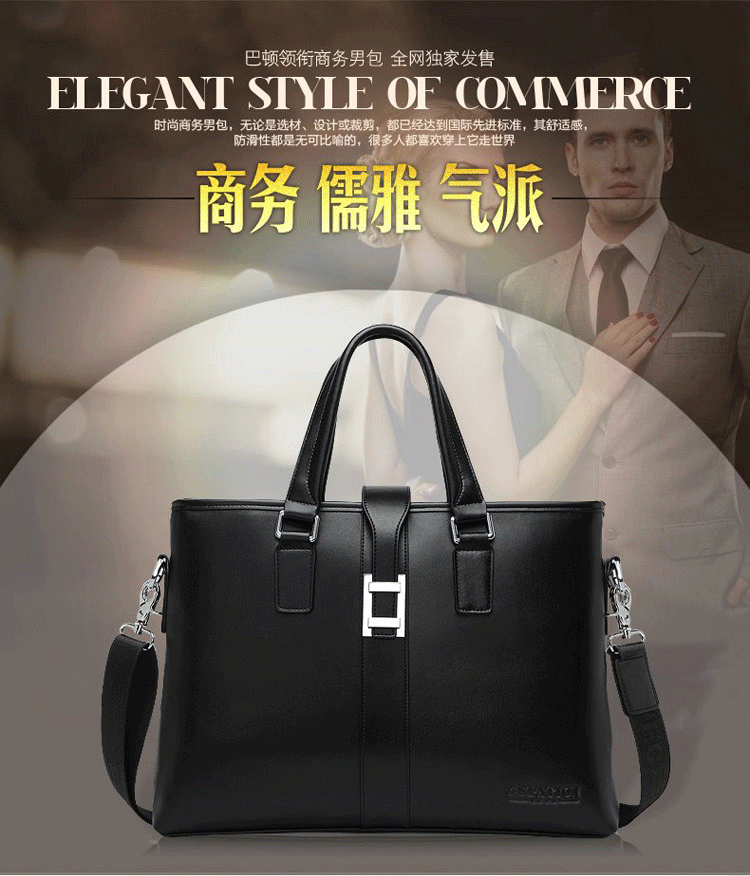 巴顿领衔商务男包 全网独家发售
ELEGANT STYLE OF COMMERCE
时尚商务男包，无论是选材、设计或裁剪，都已经达到国际先进标准，其舒适感，
防滑性都是无可比喻的，很多人都喜欢穿上它走世界
商务 儒雅 气派